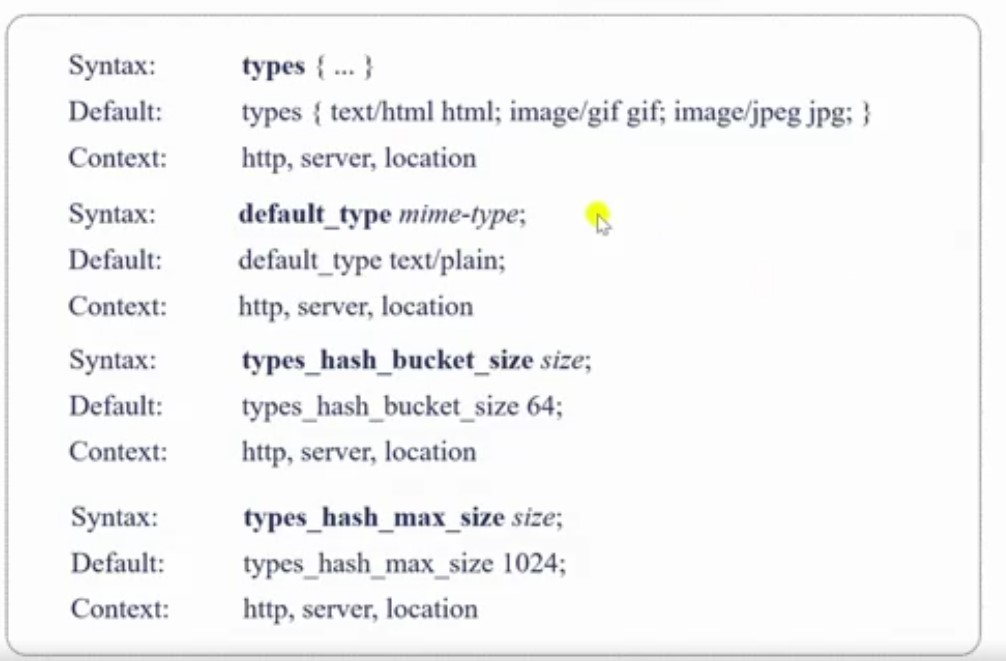 Syntax: types { ... }
Default: types { text/html html; image/gif gif; image/jpeg jpg; }
Context: http, server, location
Syntax: default_type mime-type;
Default: default_type text/plain;
Context: http, server, location
Syntax: types_hash_bucket_size size;
Default: types_hash_bucket_size 64;
Context: http, server, location
Syntax: types_hash_max_size size;
Default: types_hash_max_size 1024;
Context: http, server, location